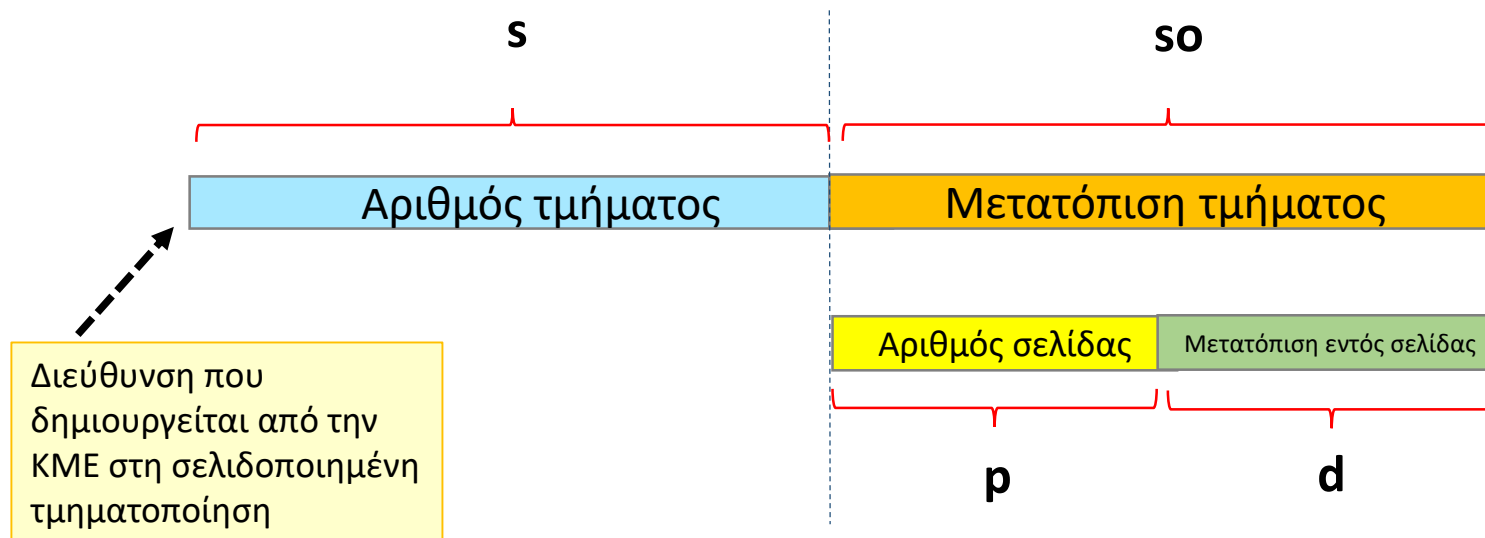 s
so
Αριθμός τμήματος
Μετατόπιση τμήματος
Αριθμός σελίδας
Μετατόπιση εντός σελίδας
Διεύθυνση που
δημιουργείται από την
ΚΜΕ στη σελιδοποιημένη
τμηματοποίηση
p
d